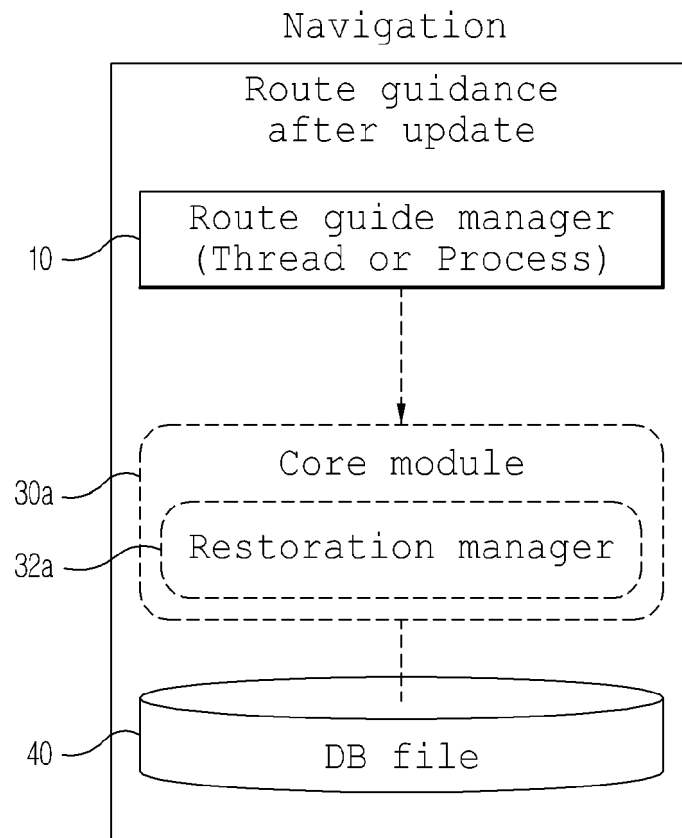 Navigation
Route guidance
after update
Route guide manager
(Thread or Process)
10
Core module
30a
Restoration manager
32a
DB file
40